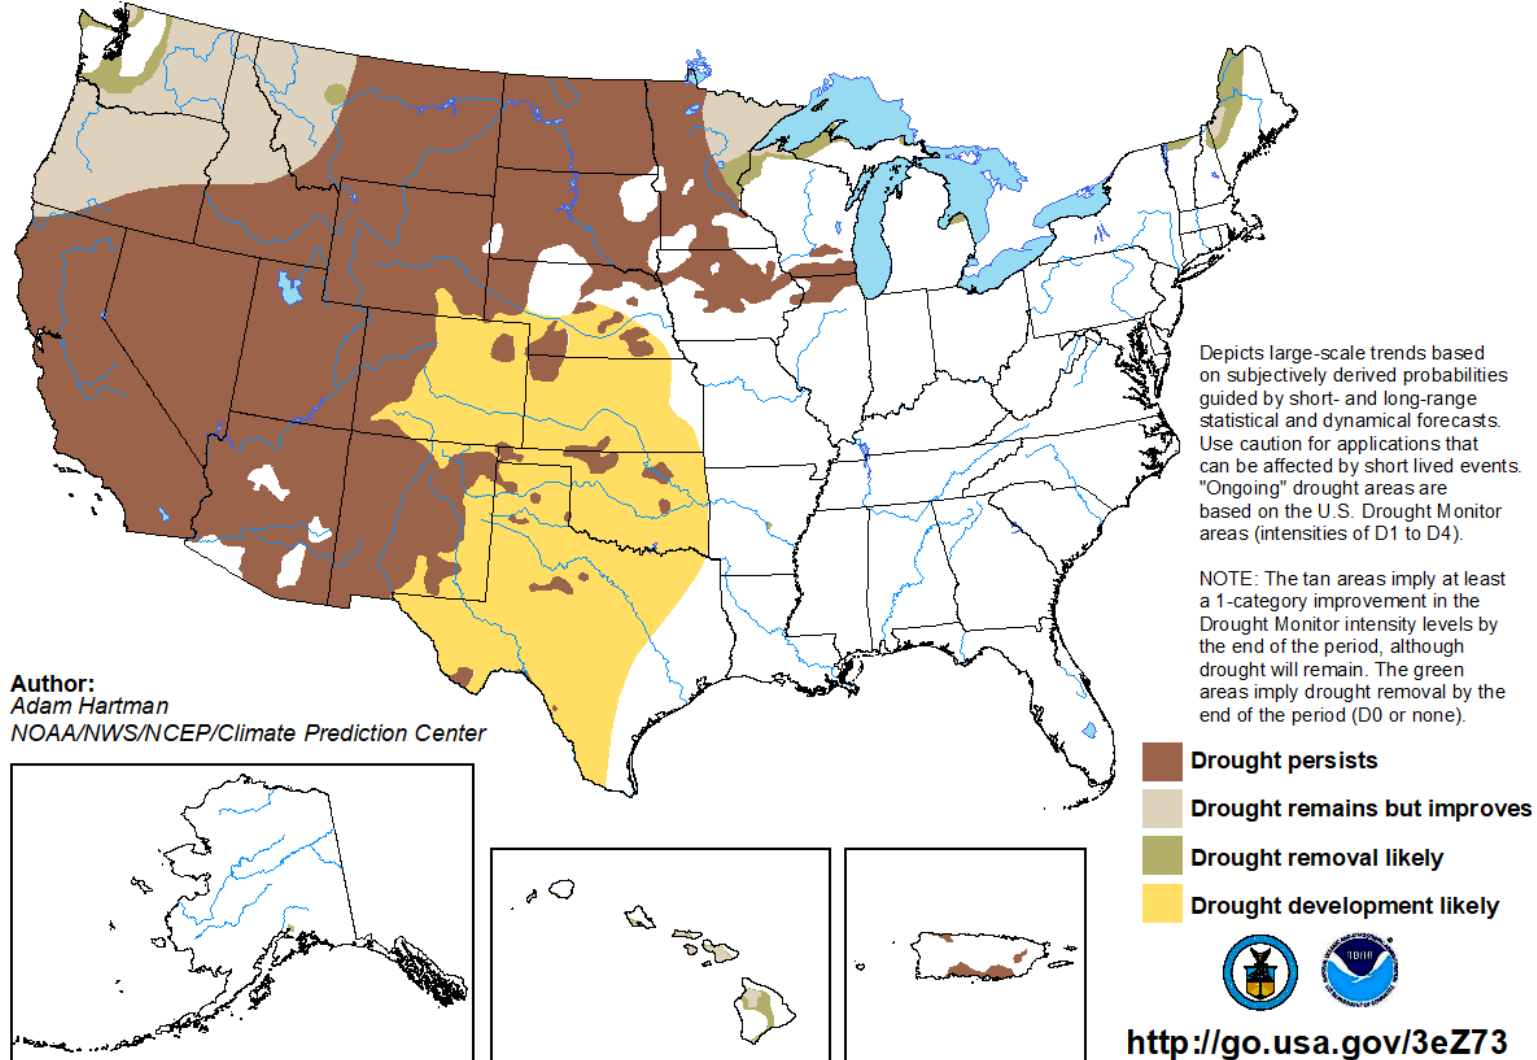 Depicts large-scale trends based
on subjectively derived probabilities
guided by short- and long-range
statistical and dynamical forecasts.
Use caution for applications that
can be affected by short lived events.
"Ongoing" drought areas are
based on the U.S. Drought Monitor
areas (intensities of D1 to D4).
NOTE: The tan areas imply at least
a 1-category improvement in the
Drought Monitor intensity levels by
the end of the period, although
drought will remain. The green
areas imply drought removal by the
end of the period (D0 or none).
Author:
Adam Hartman
NOAA/NWS/NCEP/Climate Prediction Center
Drought persists
Drought remains but improves
Drought removal likely
Drought development likely
http://go.usa.gov/3eZ73